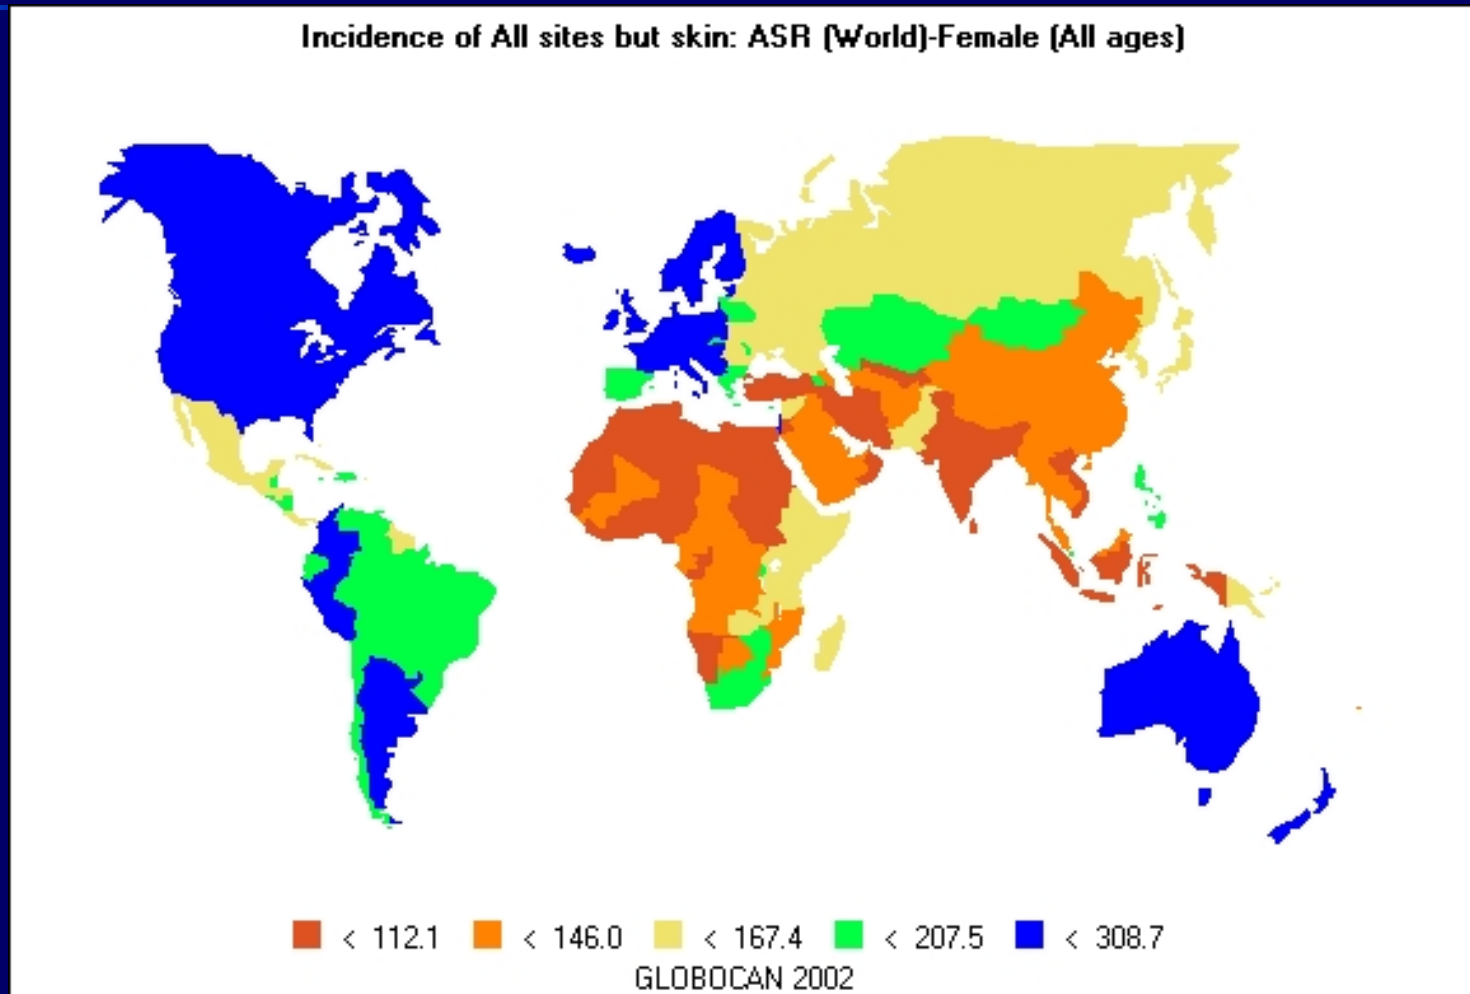 Incidence of All sites but skin: ASR (World)-Female (All ages)
< 112.1 < 146.0 < 167.4 < 207.5 < 308.7
GLOBOCAN 2002